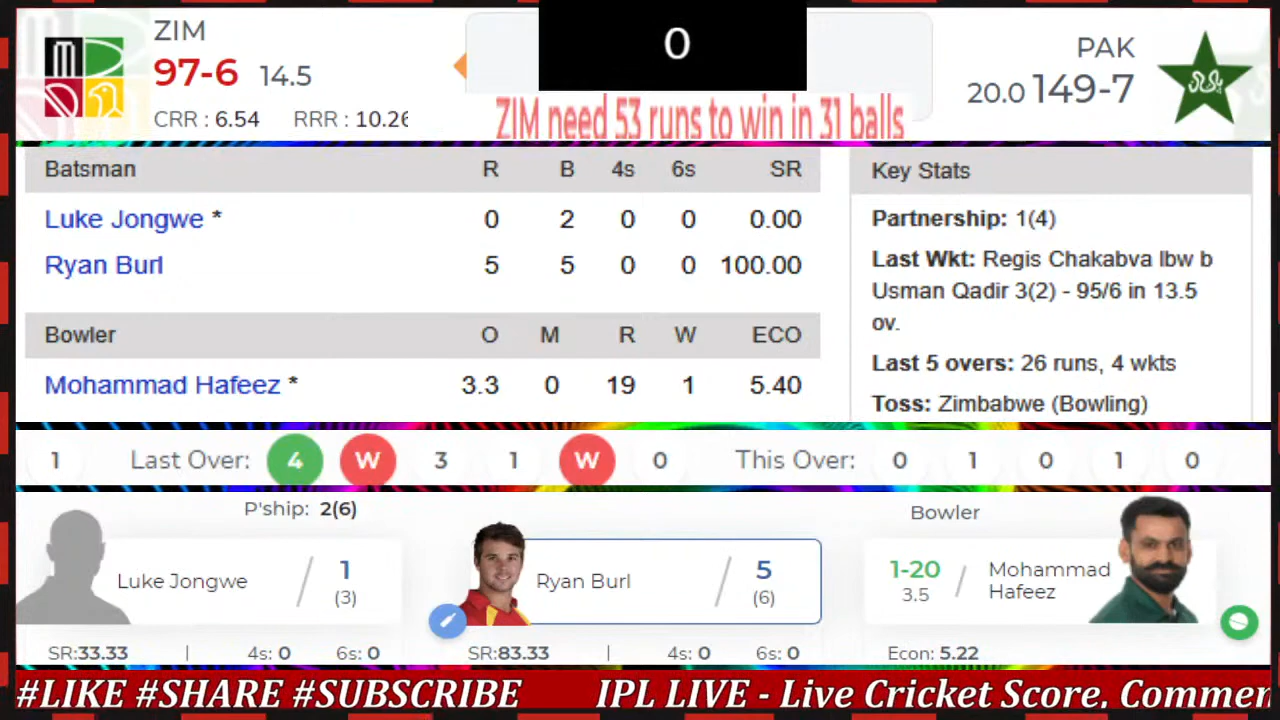 ZIM
97-6 14.5
CRR : 6.54 RRR : 10.26
0
ZIM need 53 runs to win in 31 balls
PAK
20.0 149-7
Batsman R B 4s 6s SR
Luke Jongwe * 0 2 0 0 0.00
Ryan Burl 5 5 0 0 100.00
Bowler O M R W ECO
Mohammad Hafeez * 3.3 0 19 1 5.40
Key Stats
Partnership: 1(4)
Last Wkt: Regis Chakabva lbw b
Usman Qadir 3(2) - 95/6 in 13.5
ov.
Last 5 overs: 26 runs, 4 wkts
Toss: Zimbabwe (Bowling)
1 Last Over: 4 W 3 1 W 0 This Over: 0 1 0 1 0
P'ship: 2(6)
Luke Jongwe 1
(3)
SR:33.33 | 4s: 0 6s: 0
Ryan Burl 5
(6)
SR:83.33 | 4s: 0 6s: 0
Bowler
1-20
3.5
Mohammad
Hafeez
Econ: 5.22
#LIKE #SHARE #SUBSCRIBE IPL LIVE - Live Cricket Score, Commen